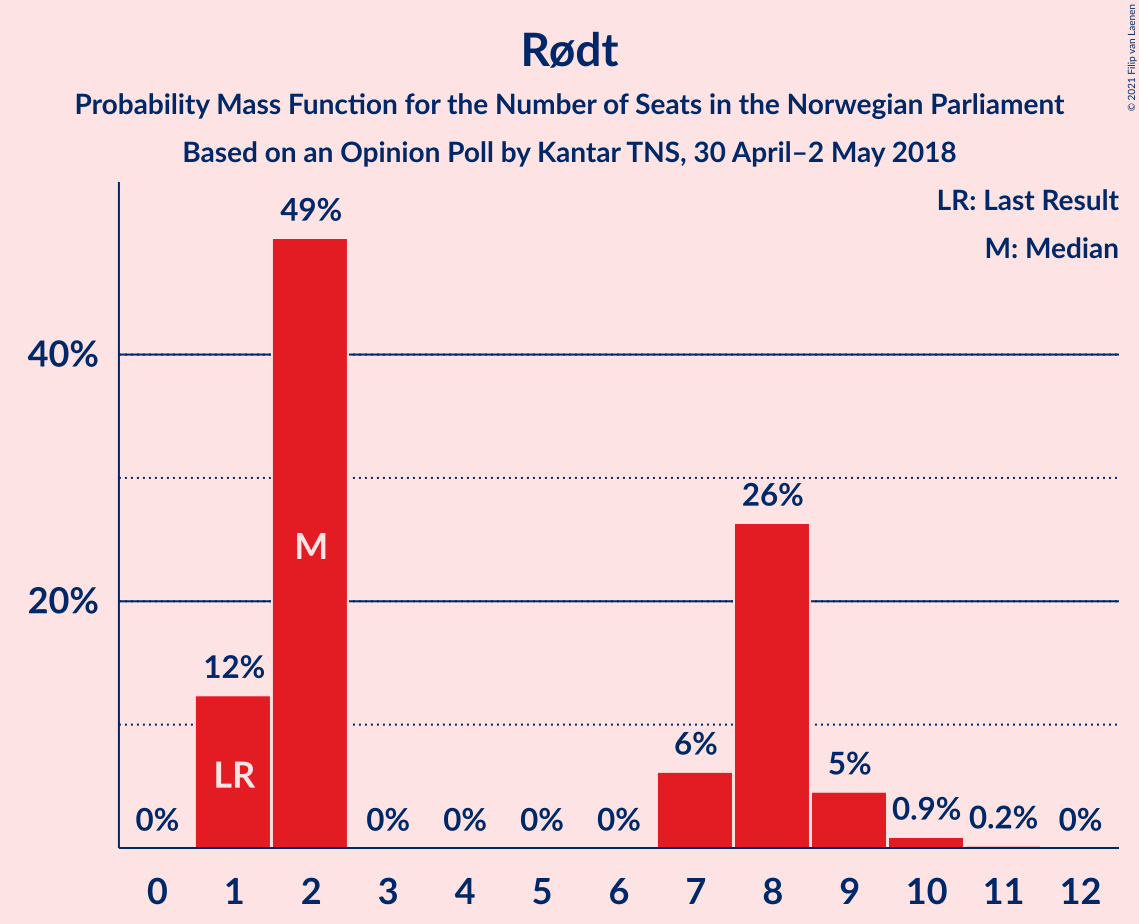 Rødt
Probability Mass Function for the Number of Seats in the Norwegian Parliament
Based on an Opinion Poll by Kantar TNS, 30 April–2 May 2018
© 2021 Filip van Laenen
LR: Last Result
M: Median
40%
20%
0%
12%
LR
49%
M
0%
0%
0%
0%
6%
26%
5%
0.9%
0.2%
0%
0 1 2 3 4 5 6 7 8 9 10 11 12